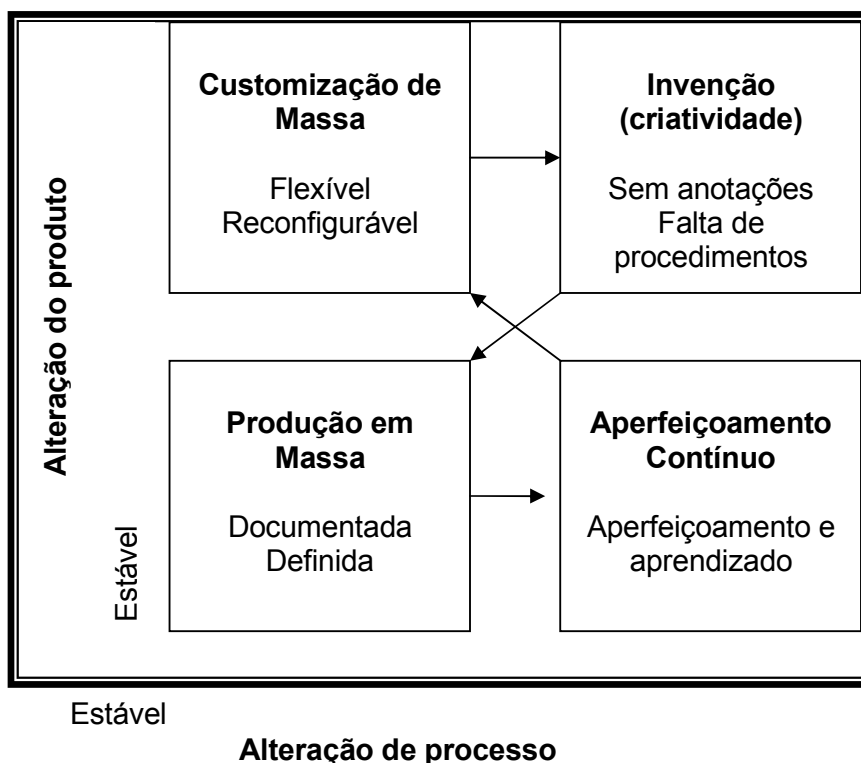 Customização de
Massa
Flexível
Reconfigurável
Invenção
(criatividade)
Sem anotações
Falta de
procedimentos
Alteração do produto
Estável
Produção em
Massa
Documentada
Definida
Aperfeiçoamento
Contínuo
Aperfeiçoamento e
aprendizado
Estável
Alteração de processo